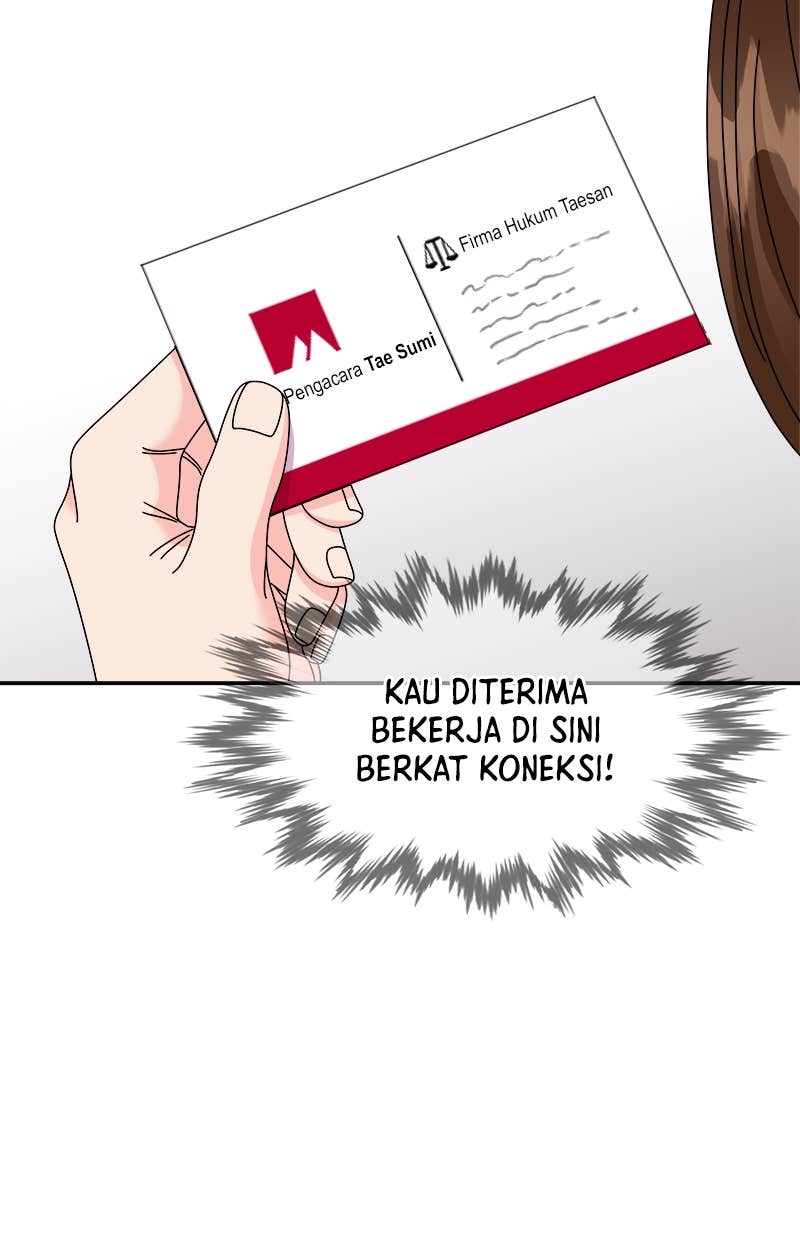 Firma Hukum Taesan
Pengacara Tae Sumi
KAU DITERIMA
BEKERJA DI SINI
BERKAT KONEKSI!